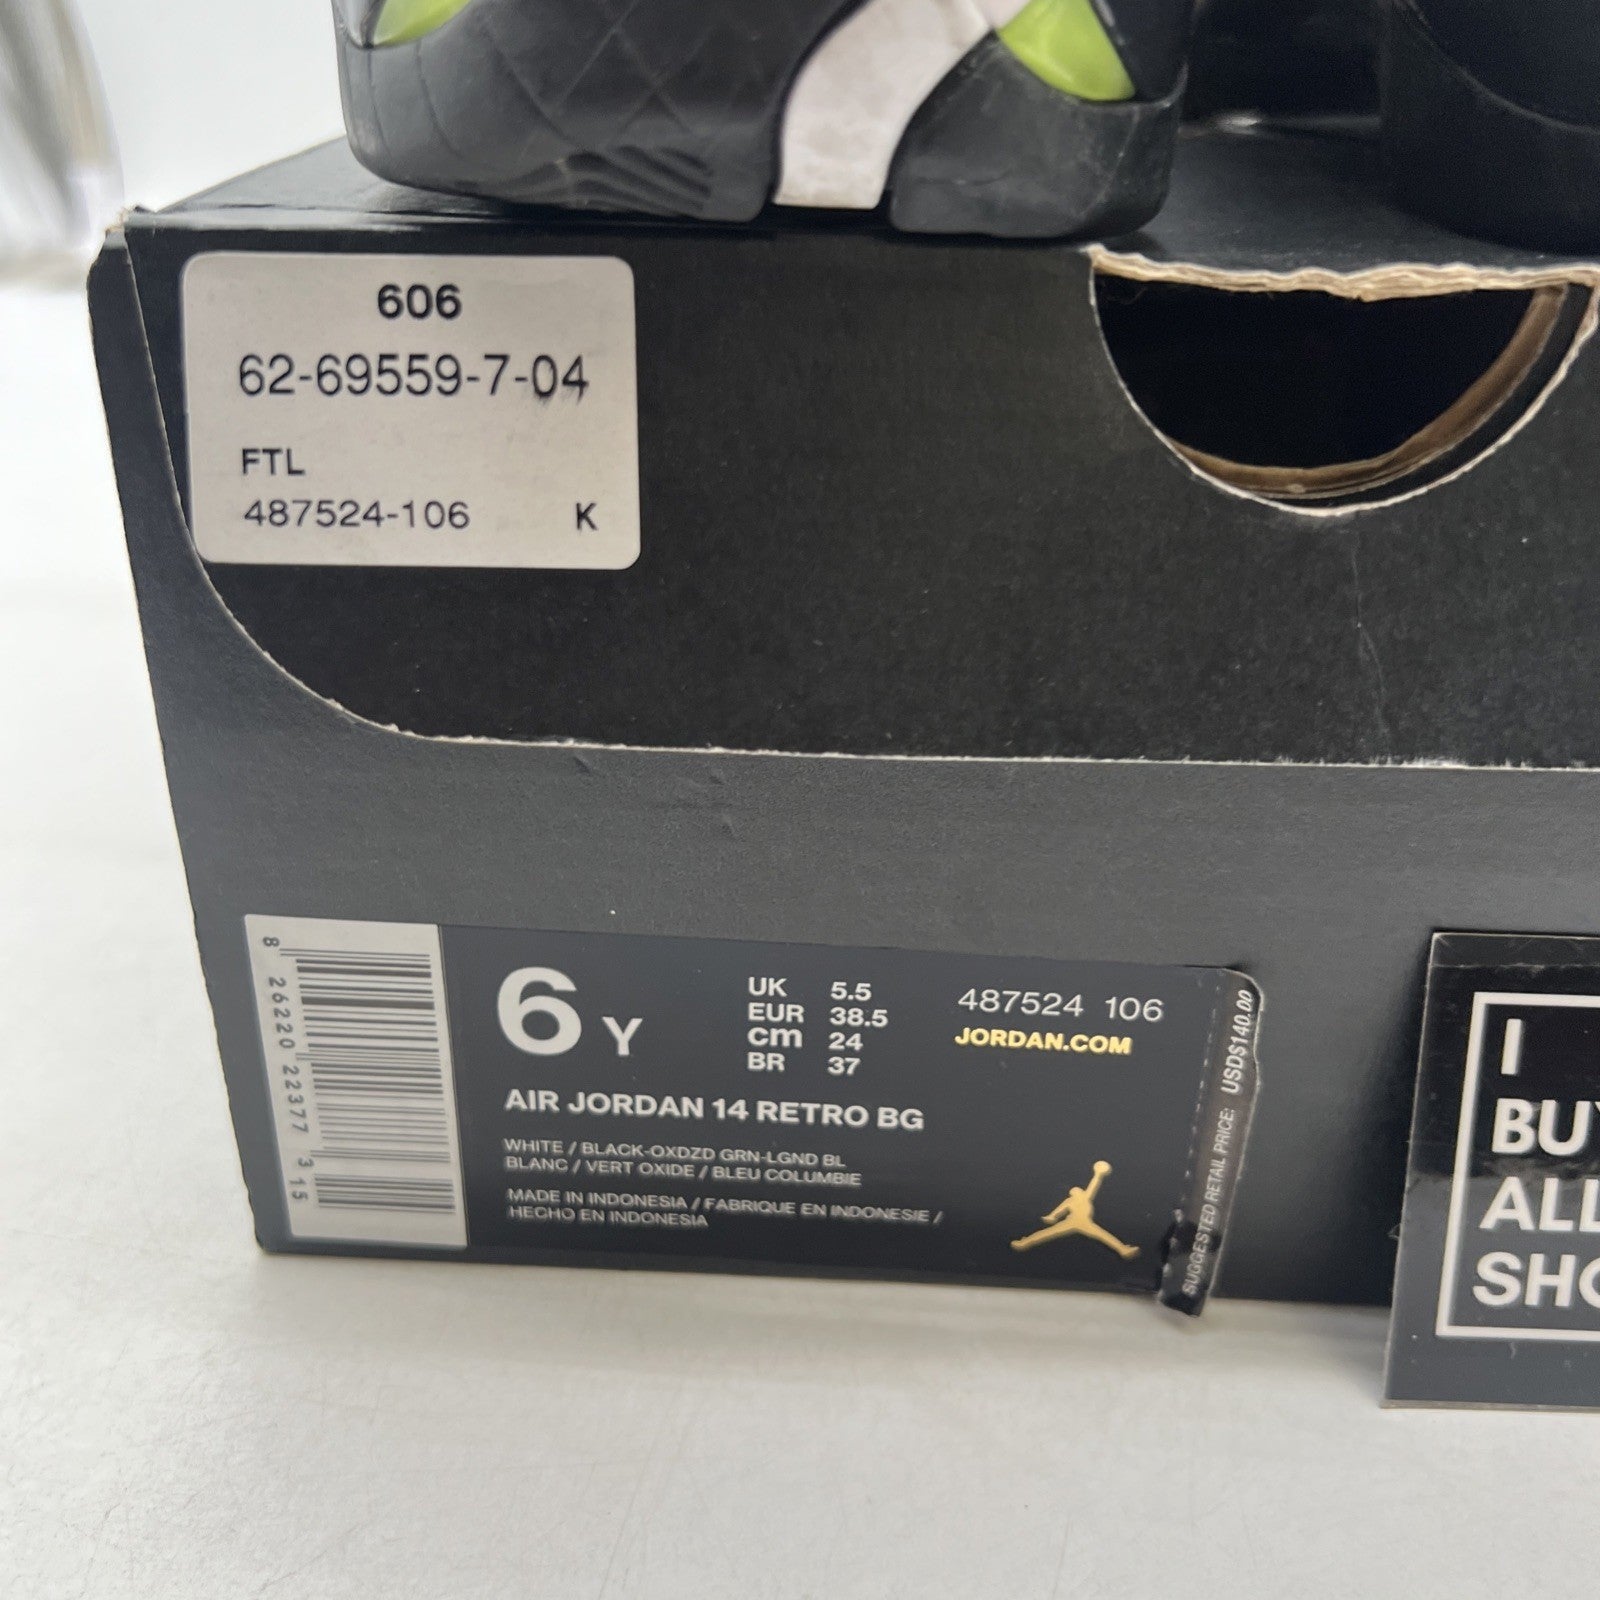 606
62-69559-7-04
FTL
487524-106 K
8 26220 22377 3 15
6 Y
UK 5.5
EUR 38.5
cm 24
BR 37
487524 106
JORDAN.COM
AIR JORDAN 14 RETRO BG
WHITE / BLACK-OXDZD GRN-LGND BL
BLANC / VERT OXIDE / BLEU COLUMBIE
MADE IN INDONESIA / FABRIQUE EN INDONESIE /
HECHO EN INDONESIA
SUGGESTED RETAIL PRICE: USD$140.00
I
BUY
ALL
SHO